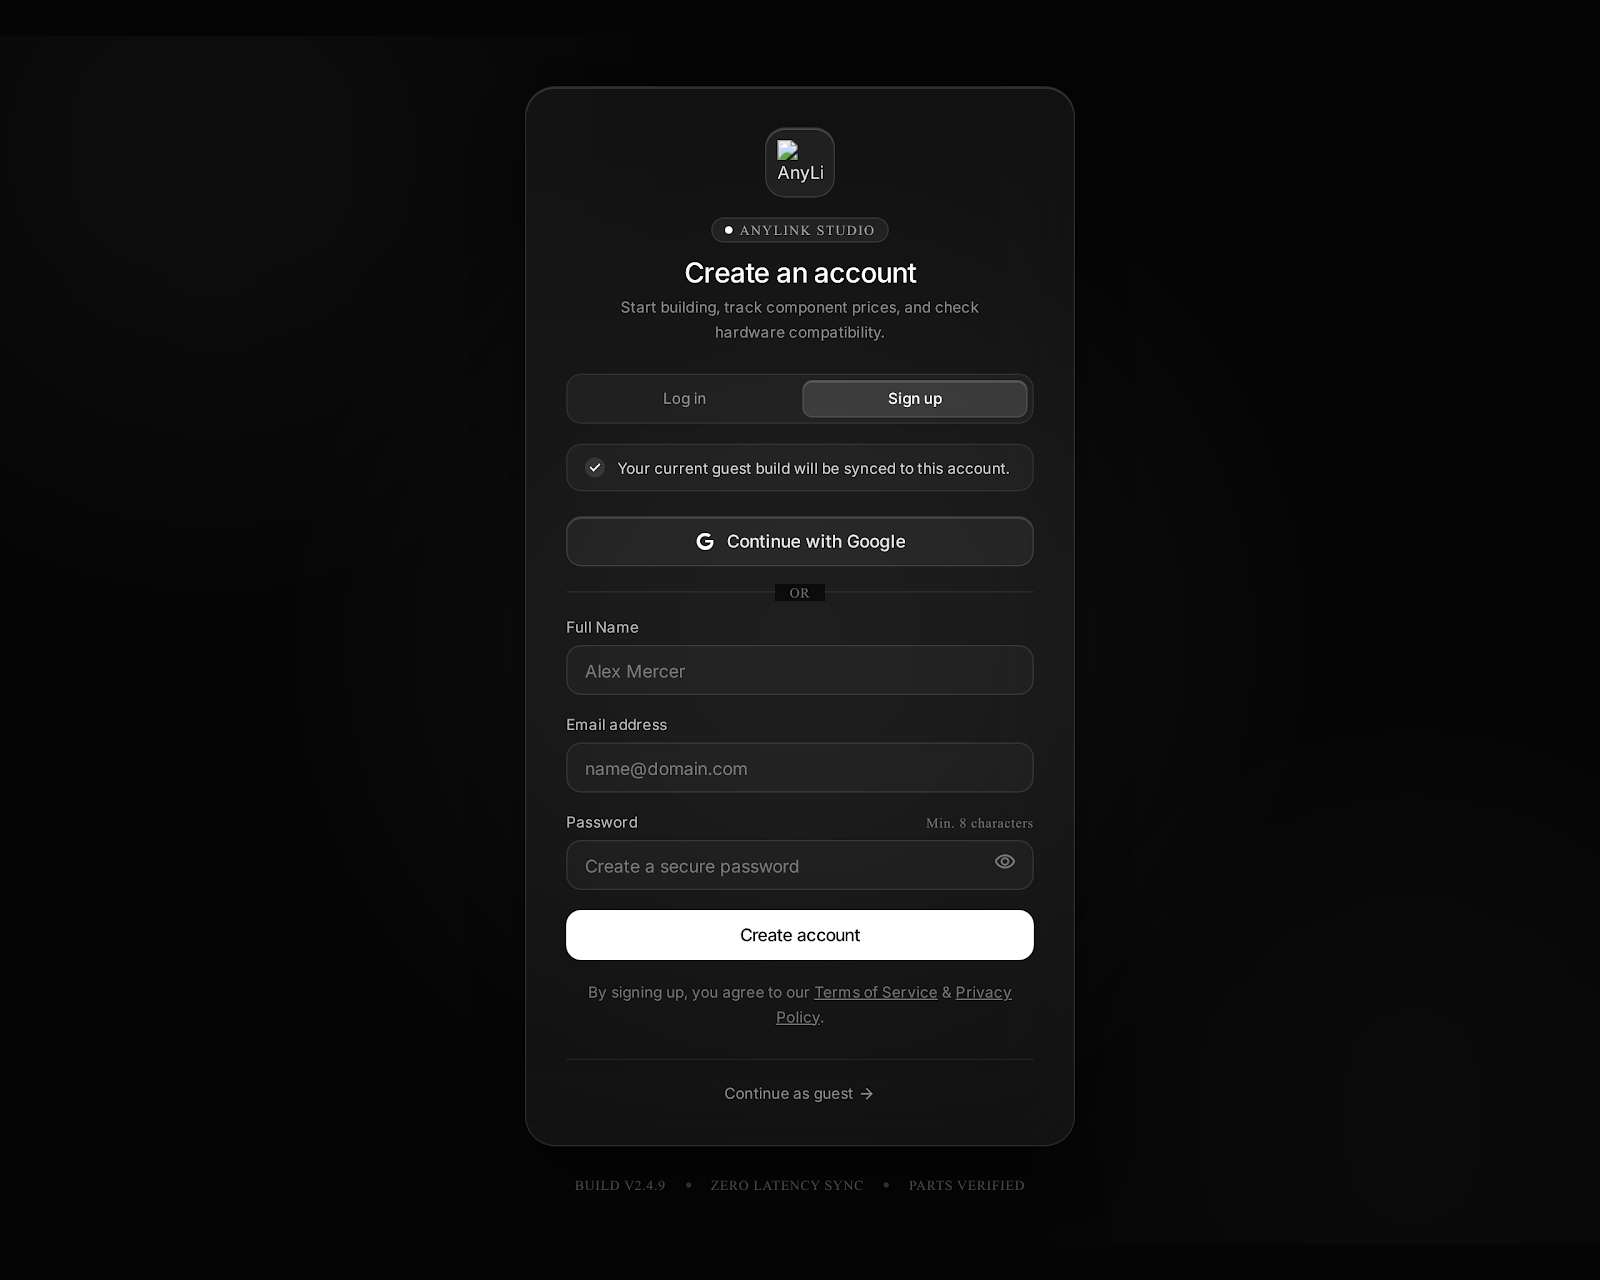 AnyLi
ANYLINK STUDIO
Create an account
Start building, track component prices, and check
hardware compatibility.
Log in
Sign up
Your current guest build will be synced to this account.
Continue with Google
OR
Full Name
Alex Mercer
Email address
name@domain.com
Password
Min. 8 characters
Create a secure password
Create account
By signing up, you agree to our Terms of Service & Privacy
Policy.
Continue as guest →
BUILD V2.4.9 • ZERO LATENCY SYNC • PARTS VERIFIED